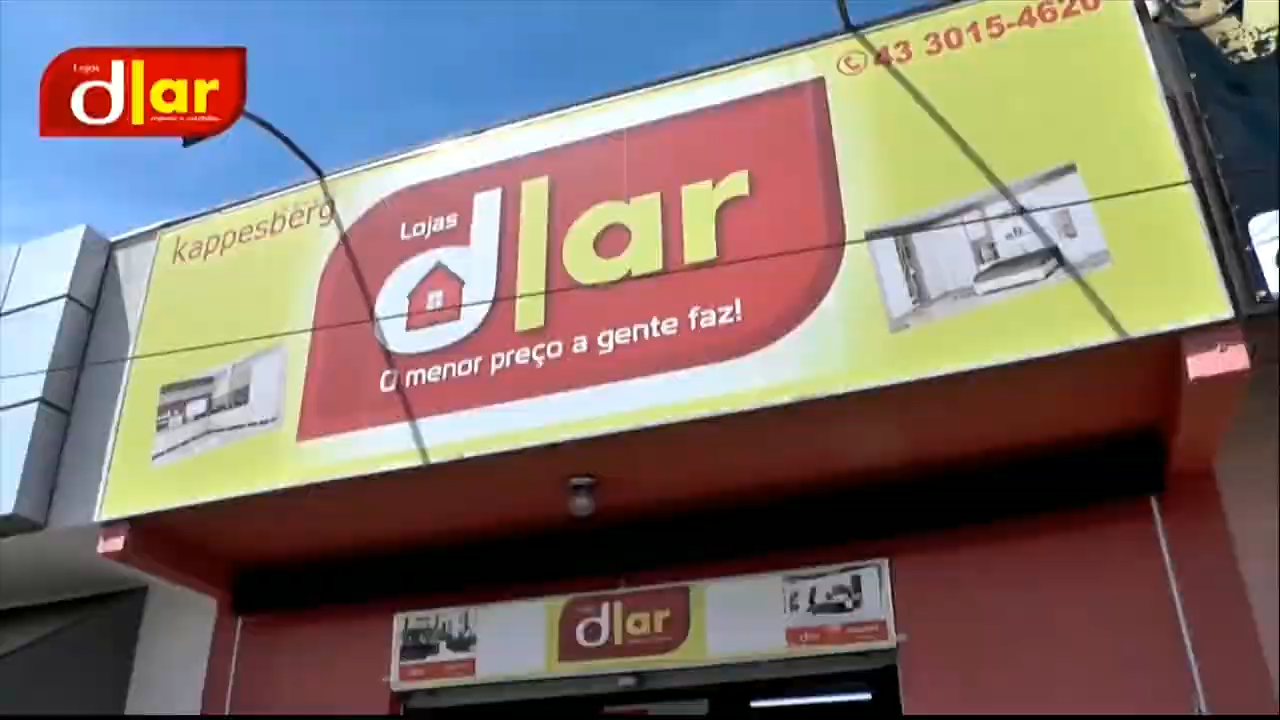 Lojas
dlar
43 3015-4620
kappesberg
Lojas
dlar
O menor preço a gente faz!
dlar